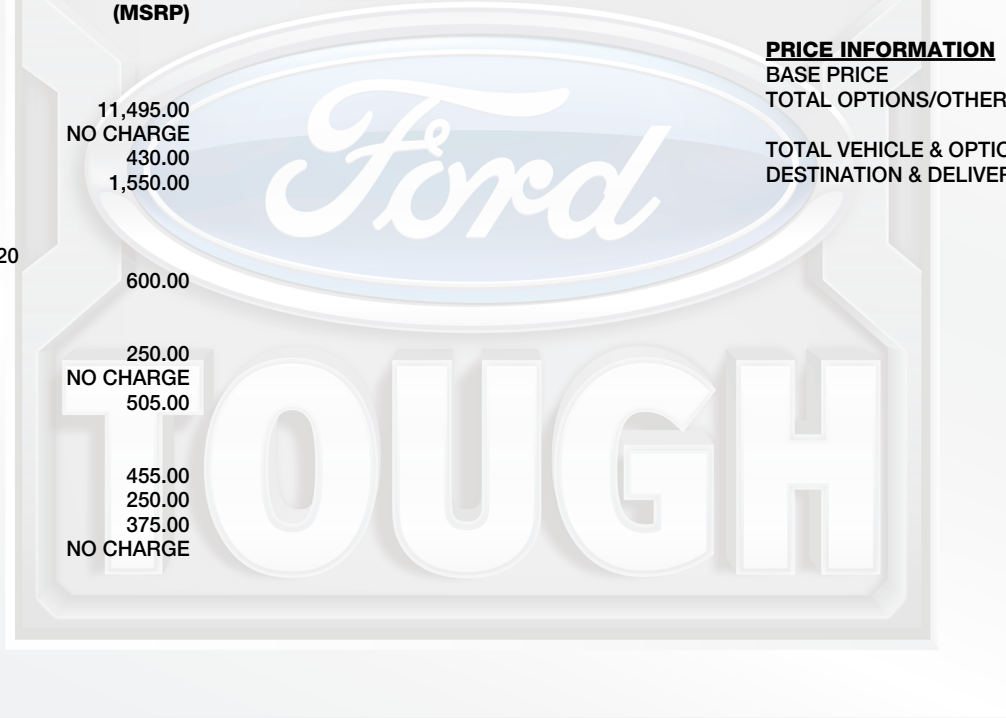 (MSRP)
11,495.00
NO CHARGE
430.00
1,550.00
20
600.00
250.00
NO CHARGE
505.00
455.00
250.00
375.00
NO CHARGE
PRICE INFORMATION
BASE PRICE
TOTAL OPTIONS/OTHER
TOTAL VEHICLE & OPTIO
DESTINATION & DELIVER
Ford
TOUGH